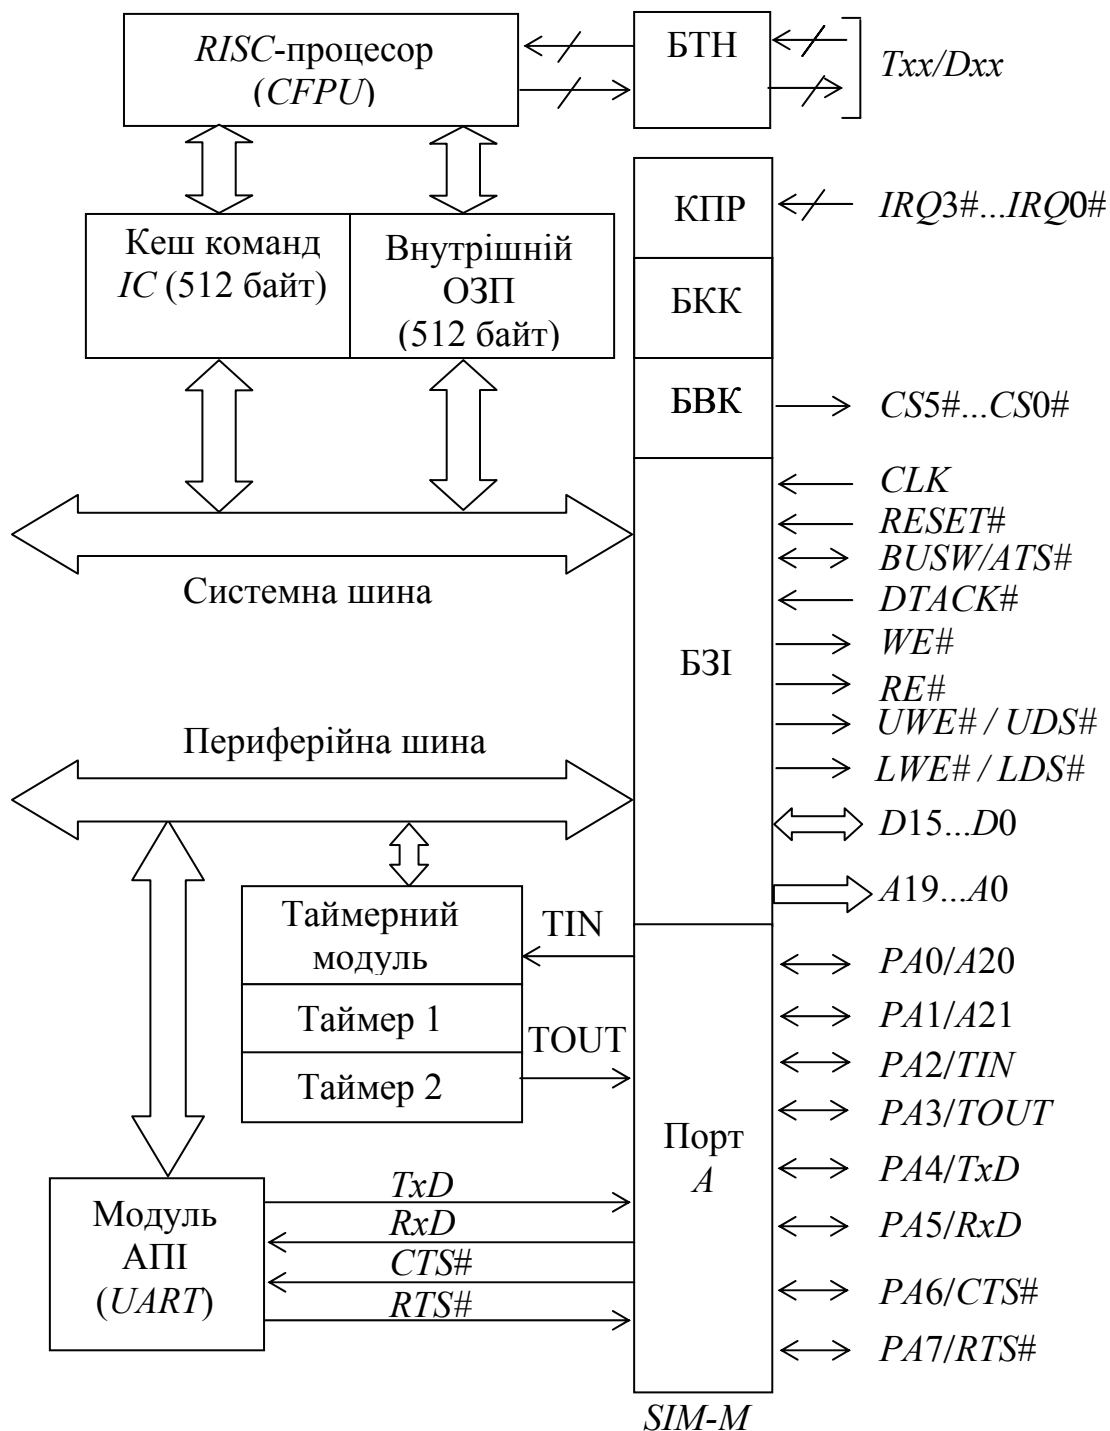 RISC-процесор
(CFPU)
БТН
Txx/Dxx
КПР
IRQ3#...IRQ0#
Кеш команд
IC (512 байт)
Внутрішній
ОЗП
(512 байт)
БКК
БВК
CS5#...CS0#
CLK
RESET#
BUSW/ATS#
DTACK#
WE#
RE#
UWE# / UDS#
LWE# / LDS#
D15...D0
A19...A0
БЗІ
Системна шина
Периферійна шина
Таймерний
модуль
Таймер 1
Таймер 2
TIN
TOUT
Порт
A
PA0/A20
PA1/A21
PA2/TIN
PA3/TOUT
PA4/TxD
PA5/RxD
PA6/CTS#
PA7/RTS#
Модуль
АПІ
(UART)
TxD
RxD
CTS#
RTS#
SIM-M